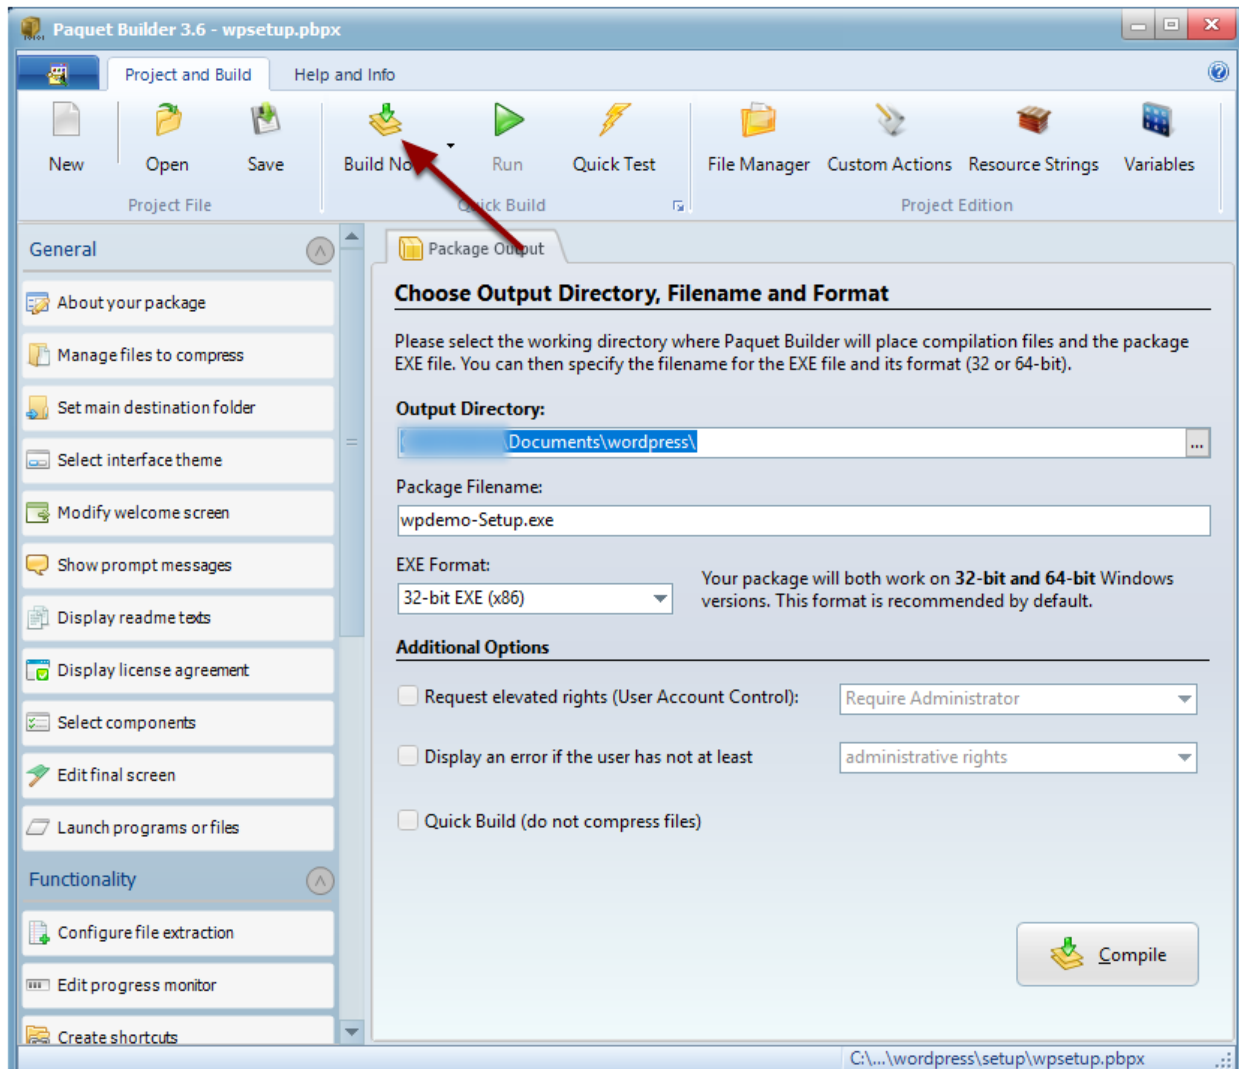 Paquet Builder 3.6 - wpsetup.pbpx
Project and Build
Help and Info
New
Open
Save
Build No
Run
Quick Test
File Manager
Custom Actions
Resource Strings
Variables
Project File
Quick Build
Project Edition
General
About your package
Manage files to compress
Set main destination folder
Select interface theme
Modify welcome screen
Show prompt messages
Display readme texts
Display license agreement
Select components
Edit final screen
Launch programs or files
Functionality
Configure file extraction
Edit progress monitor
Create shortcuts
Package Output
Choose Output Directory, Filename and Format
Please select the working directory where Paquet Builder will place compilation files and the package
EXE file. You can then specify the filename for the EXE file and its format (32 or 64-bit).
Output Directory:
\Documents\wordpress\
...
Package Filename:
wpdemo-Setup.exe
EXE Format:
32-bit EXE (x86)
Your package will both work on 32-bit and 64-bit Windows
versions. This format is recommended by default.
Additional Options
Request elevated rights (User Account Control):
Require Administrator
Display an error if the user has not at least
administrative rights
Quick Build (do not compress files)
Compile
C:\...\wordpress\setup\wpsetup.pbpx